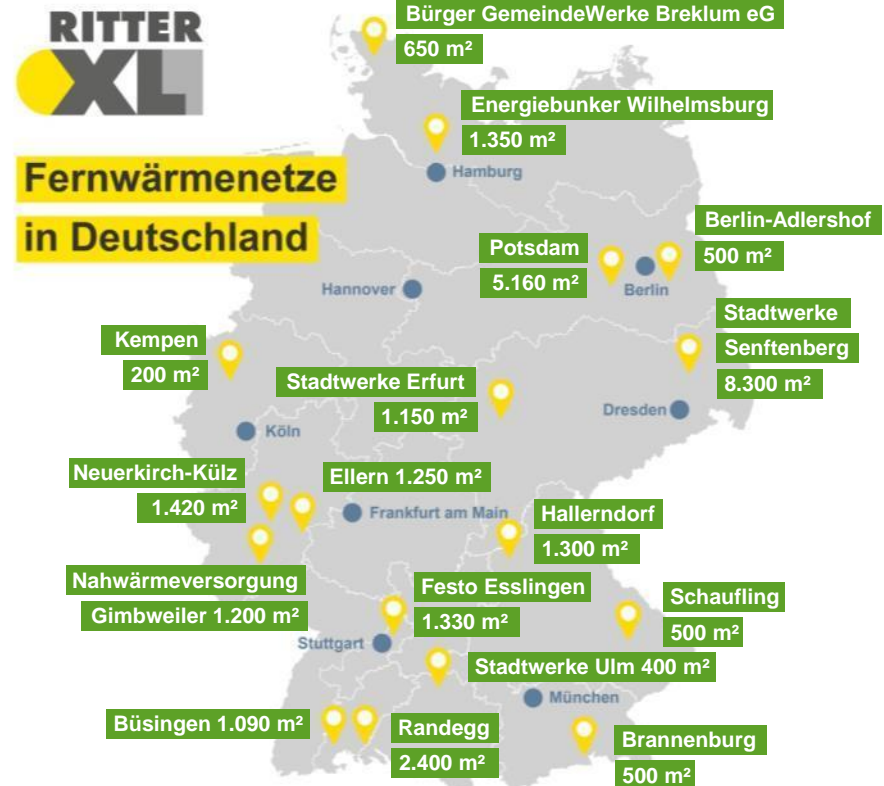 RITTER
XL
Fernwärmenetze
in Deutschland
Bürger GemeindeWerke Breklum eG
650 m²
Energiebunker Wilhelmsburg
1.350 m²
Hamburg
Berlin-Adlershof
500 m²
Potsdam
5.160 m²
Berlin
Hannover
Stadtwerke
Senftenberg
8.300 m²
Kempen
200 m²
Stadtwerke Erfurt
1.150 m²
Dresden
Köln
Neuerkirch-Külz
1.420 m²
Ellern 1.250 m²
Frankfurt am Main
Hallerndorf
1.300 m²
Nahwärmeversorgung
Gimbweiler 1.200 m²
Festo Esslingen
1.330 m²
Schaufling
500 m²
Stuttgart
Stadtwerke Ulm 400 m²
München
Büsingen 1.090 m²
Randegg
2.400 m²
Brannenburg
500 m²